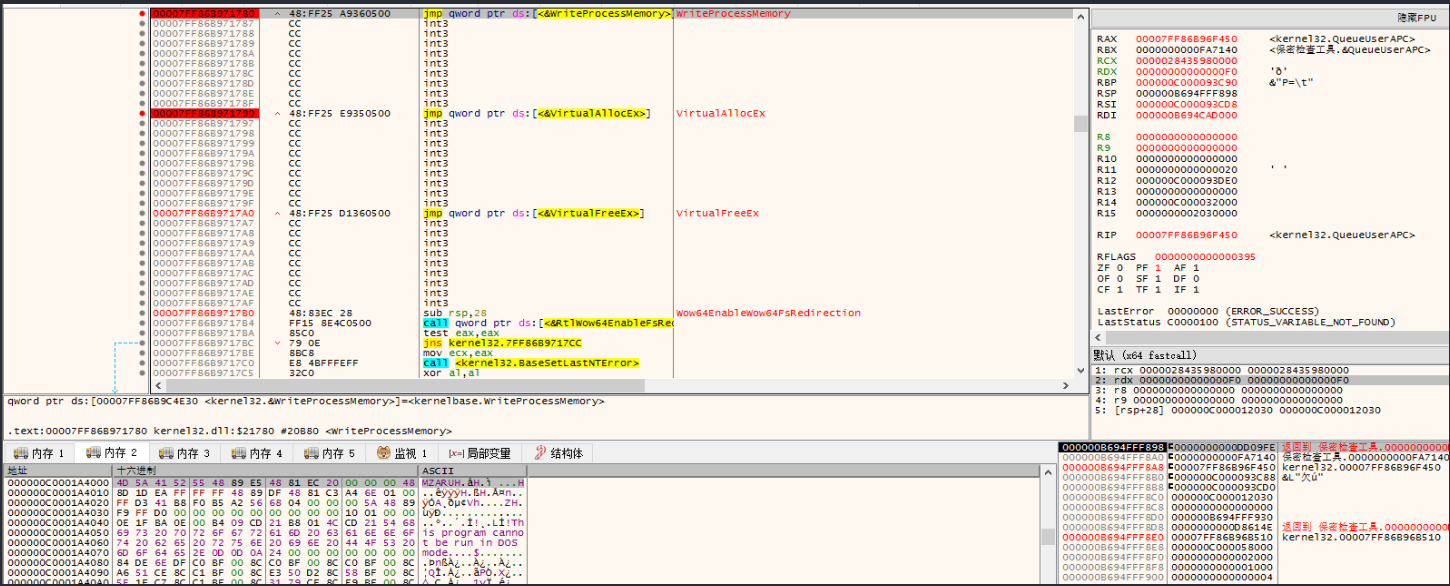 00007FF86B971780 48:FF25 A9360500 jmp qword ptr ds:[<&WriteProcessMemory>] WriteProcessMemory
00007FF86B971787 CC int3
00007FF86B971788 CC int3
00007FF86B971789 CC int3
00007FF86B97178A CC int3
00007FF86B97178B CC int3
00007FF86B97178C CC int3
00007FF86B97178D CC int3
00007FF86B97178E CC int3
00007FF86B97178F CC int3
00007FF86B971790 48:FF25 E9350500 jmp qword ptr ds:[<&VirtualAllocEx>] VirtualAllocEx
00007FF86B971797 CC int3
00007FF86B971798 CC int3
00007FF86B971799 CC int3
00007FF86B97179A CC int3
00007FF86B97179B CC int3
00007FF86B97179C CC int3
00007FF86B97179D CC int3
00007FF86B97179E CC int3
00007FF86B97179F CC int3
00007FF86B9717A0 48:FF25 D1360500 jmp qword ptr ds:[<&VirtualFreeEx>] VirtualFreeEx
00007FF86B9717A7 CC int3
00007FF86B9717A8 CC int3
00007FF86B9717A9 CC int3
00007FF86B9717AA CC int3
00007FF86B9717AB CC int3
00007FF86B9717AC CC int3
00007FF86B9717AD CC int3
00007FF86B9717AE CC int3
00007FF86B9717AF CC int3
00007FF86B9717B0 48:83EC 28 sub rsp,28 Wow64EnableWow64FsRedirection
00007FF86B9717B4 FF15 8E4C0500 call qword ptr ds:[<&RtlWow64EnableFsRed
00007FF86B9717BA 85C0 test eax,eax
00007FF86B9717BC 79 0E jns kernel32.7FF86B9717CC
00007FF86B9717BE 8BC8 mov ecx,eax
00007FF86B9717C0 E8 4BFFFEFF call <kernel32.BaseSetLastNTError>
00007FF86B9717C5 32C0 xor al,al
qword ptr ds:[00007FF86B9C4E30 <kernel32.&WriteProcessMemory>]=<kernelbase.WriteProcessMemory>
.text:00007FF86B971780 kernel32.dll:$21780 #20B80 <WriteProcessMemory>
隐藏FPU
RAX 00007FF86B96F450 <kernel32.QueueUserAPC>
RBX 0000000000FA7140 <保密检查工具.&QueueUserAPC>
RCX 0000028435980000
RDX 00000000000000F0 'ð'
RBP 000000C000093C90 &"P=\t"
RSP 000000B694FFF898
RSI 000000C000093CD8
RDI 000000B694CAD000
R8 0000000000000000
R9 0000000000000000
R10 0000000000000000
R11 0000000000000020 ' '
R12 000000C000093DE0
R13 0000000000000000
R14 000000C000032000
R15 0000000002030000
RIP 00007FF86B96F450 <kernel32.QueueUserAPC>
RFLAGS 0000000000000395
ZF 0 PF 1 AF 1
OF 0 SF 1 DF 0
CF 1 TF 1 IF 1
LastError 00000000 (ERROR_SUCCESS)
LastStatus C0000100 (STATUS_VARIABLE_NOT_FOUND)
默认 (x64 fastcall)
1: rcx 0000028435980000 0000028435980000
2: rdx 00000000000000F0 00000000000000F0
3: r8 0000000000000000 0000000000000000
4: r9 0000000000000000 0000000000000000
5: [rsp+28] 000000C000012030 000000C000012030
内存 1 内存 2 内存 3 内存 4 内存 5 监视 1 [x=] 局部变量 结构体
地址 十六进制 ASCII
000000C0001A4000 4D 5A 41 52 55 48 89 E5 48 81 EC 20 00 00 00 48 MZARUH.åH.ì ...H
000000C0001A4010 8D 1D EA FF FF FF 48 89 DF 48 81 C3 A4 6E 01 00 ..êÿÿÿH.ßH.Ã¤n..
000000C0001A4020 FF D3 41 B8 F0 B5 A2 56 68 04 00 00 00 5A 48 89 ÿÓA¸ðµ¢Vh....ZH.
000000C0001A4030 F9 FF D0 00 00 00 00 00 00 00 00 00 10 01 00 00 ùÿÐ.............
000000C0001A4040 0E 1F BA 0E 00 B4 09 CD 21 B8 01 4C CD 21 54 68 ..º..´.Í!¸.LÍ!Th
000000C0001A4050 69 73 20 70 72 6F 67 72 61 6D 20 63 61 6E 6E 6F is program canno
000000C0001A4060 74 20 62 65 20 72 75 6E 20 69 6E 20 44 4F 53 20 t be run in DOS
000000C0001A4070 6D 6F 64 65 2E 0D 0D 0A 24 00 00 00 00 00 00 00 mode....$.......
000000C0001A4080 84 DE 6E DF C0 BF 00 8C C0 BF 00 8C C0 BF 00 8C .ÞnßÀ¿..À¿..À¿..
000000C0001A4090 A6 51 CE 8C C1 BF 00 8C E3 50 D2 8C 58 BF 00 8C ¦QÎ.Á¿..ãPÒ.X¿..
000000B694FFF898 0000000000DD09FE 返回到 保密检查工具.0000000000
000000B694FFF8A0 0000000000FA7140 保密检查工具.0000000000FA7140
000000B694FFF8A8 00007FF86B96F450 kernel32.00007FF86B96F450
000000B694FFF8B0 000000C000093C88 &L"欠ú"
000000B694FFF8B8 000000C000093CD0
000000B694FFF8C0 000000C000012030
000000B694FFF8C8 0000000000000000
000000B694FFF8D0 000000B694FFF930
000000B694FFF8D8 0000000000D8614E 返回到 保密检查工具.0000000000
000000B694FFF8E0 00007FF86B96B510 kernel32.00007FF86B96B510
000000B694FFF8E8 000000C000058000
000000B694FFF8F0 0000000000002000
000000B694FFF8F8 0000000000001000
000000B694FFF900 0000000000000004